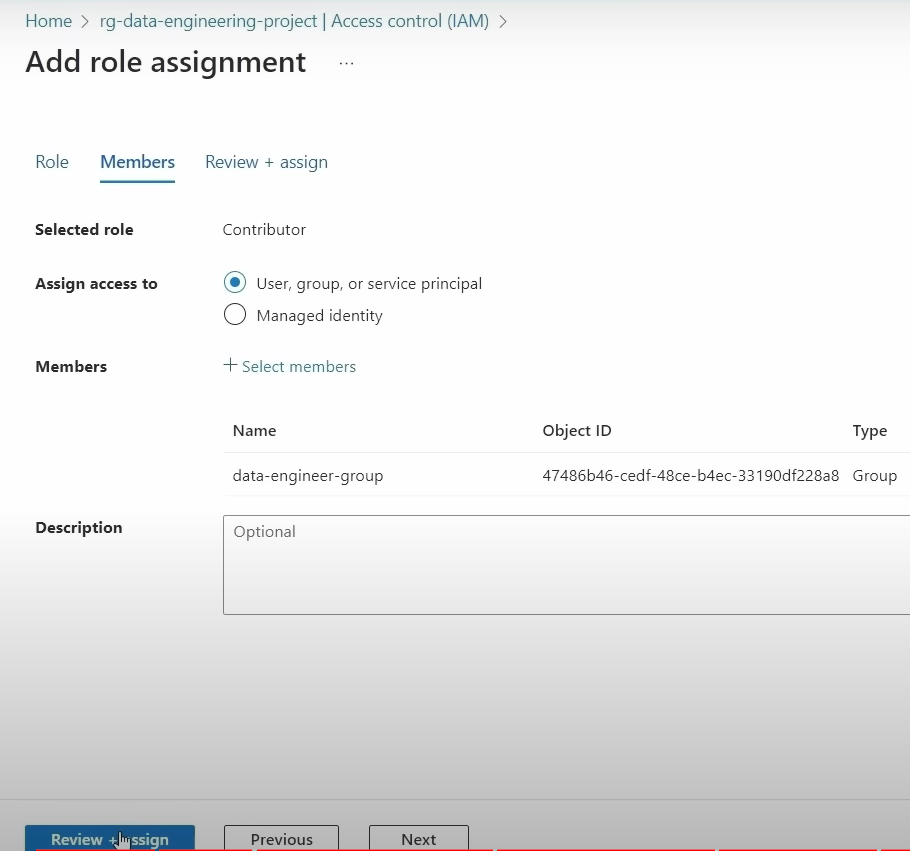 Home > rg-data-engineering-project | Access control (IAM) >
Add role assignment ...
Role Members Review + assign
Selected role Contributor
Assign access to User, group, or service principal
Managed identity
Members + Select members
Name Object ID Type
data-engineer-group 47486b46-cedf-48ce-b4ec-33190df228a8 Group
Description Optional
Review + assign Previous Next